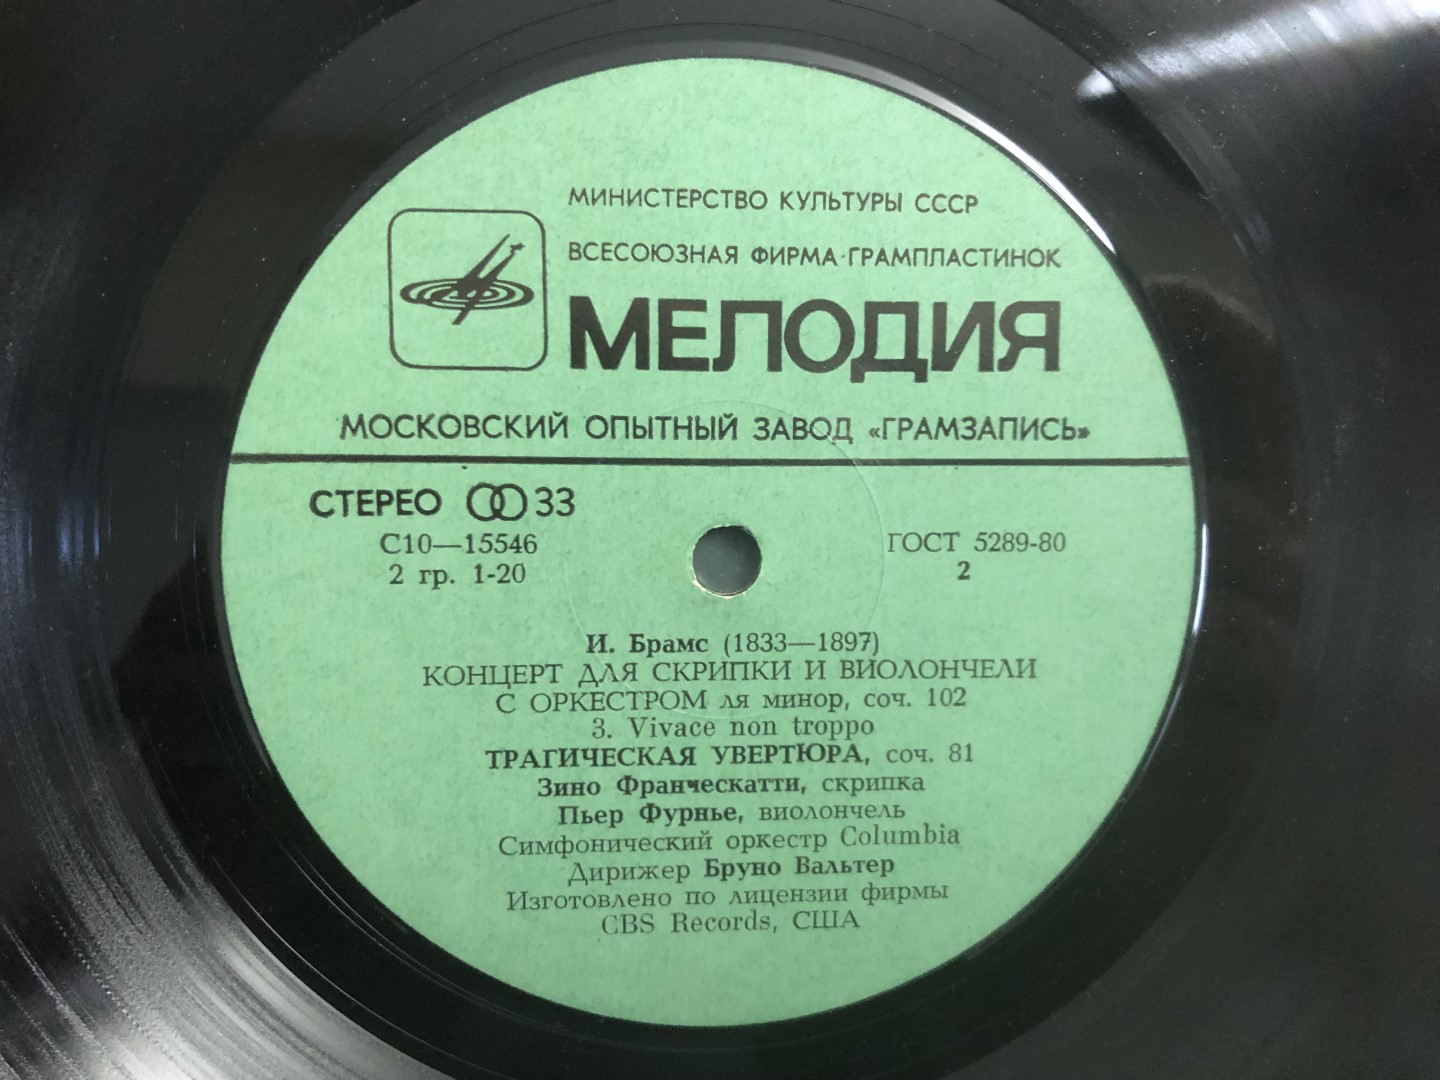 МИНИСТЕРСТВО КУЛЬТУРЫ СССР
ВСЕСОЮЗНАЯ ФИРМА·ГРАМПЛАСТИНОК
МЕЛОДИЯ
МОСКОВСКИЙ ОПЫТНЫЙ ЗАВОД «ГРАМЗАПИСЬ»
СТЕРЕО 33
С10—15546
2 гр. 1-20
ГОСТ 5289-80
2
И. Брамс (1833—1897)
КОНЦЕРТ ДЛЯ СКРИПКИ И ВИОЛОНЧЕЛИ
С ОРКЕСТРОМ ля минор, соч. 102
3. Vivace non troppo
ТРАГИЧЕСКАЯ УВЕРТЮРА, соч. 81
Зино Франческатти, скрипка
Пьер Фурнье, виолончель
Симфонический оркестр Columbia
Дирижер Бруно Вальтер
Изготовлено по лицензии фирмы
CBS Records, США